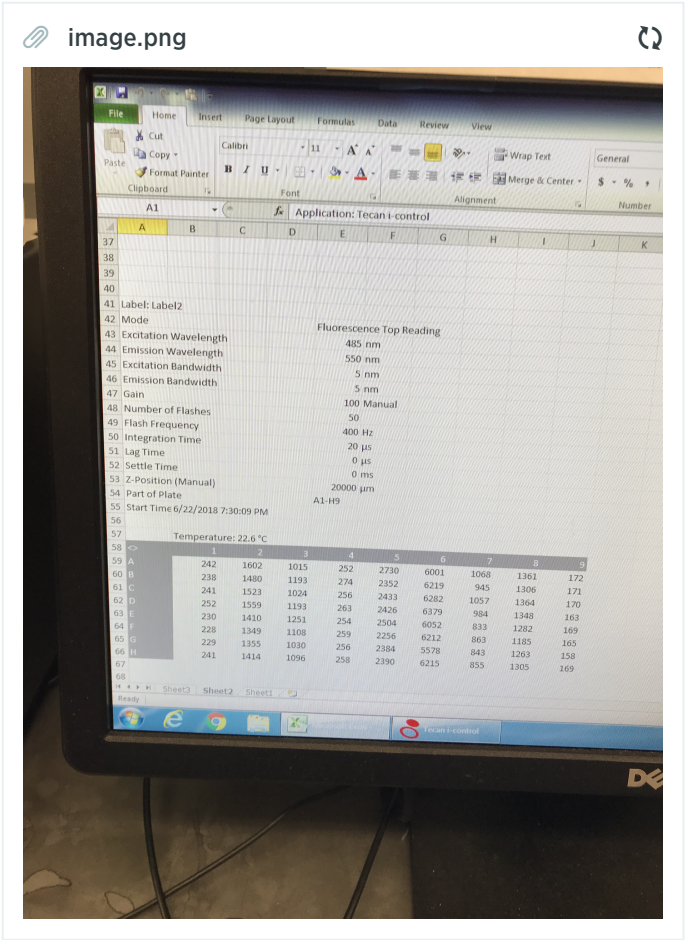 image.png
File Home Insert Page Layout Formulas Data Review View
Cut
Copy
Format Painter
Paste
Clipboard
Calibri 11 A A
B I U A
Font
Wrap Text
Merge & Center
Alignment
General
$ % ,
Number
A1 fx Application: Tecan i-control
A B C D E F G H I J K
37
38
39
40
41 Label: Label2
42 Mode Fluorescence Top Reading
43 Excitation Wavelength 485 nm
44 Emission Wavelength 550 nm
45 Excitation Bandwidth 5 nm
46 Emission Bandwidth 5 nm
47 Gain 100 Manual
48 Number of Flashes 50
49 Flash Frequency 400 Hz
50 Integration Time 20 µs
51 Lag Time 0 µs
52 Settle Time 0 ms
53 Z-Position (Manual) 20000 µm
54 Part of Plate A1-H9
55 Start Time 6/22/2018 7:30:09 PM
56
57 Temperature: 22.6 °C
58 <> 1 2 3 4 5 6 7 8 9
59 A 242 1602 1015 252 2730 6001 1068 1361 172
60 B 238 1480 1193 274 2352 6219 945 1306 171
61 C 241 1523 1024 256 2433 6282 1057 1364 170
62 D 252 1559 1193 263 2426 6379 984 1348 163
63 E 230 1410 1251 254 2504 6052 833 1282 169
64 F 228 1349 1108 259 2256 6212 863 1185 165
65 G 229 1355 1030 256 2384 5578 843 1263 158
66 H 241 1414 1096 258 2390 6215 855 1305 169
67
68
Sheet3 Sheet2 Sheet1
Ready
Tecan i-control